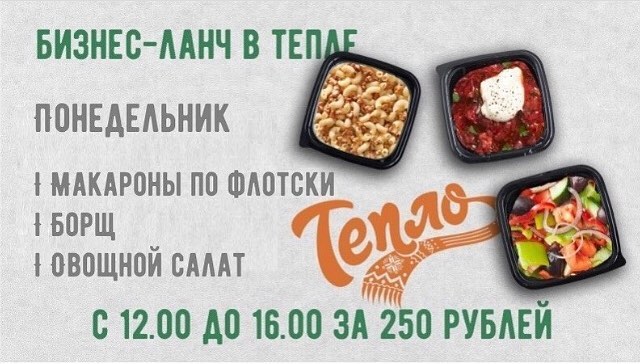 БИЗНЕС-ЛАНЧ В ТЕПЛЕ
ПОНЕДЕЛЬНИК
МАКАРОНЫ ПО ФЛОТСКИ
БОРЩ
ОВОЩНОЙ САЛАТ
Тепло
С 12.00 ДО 16.00 ЗА 250 РУБЛЕЙ